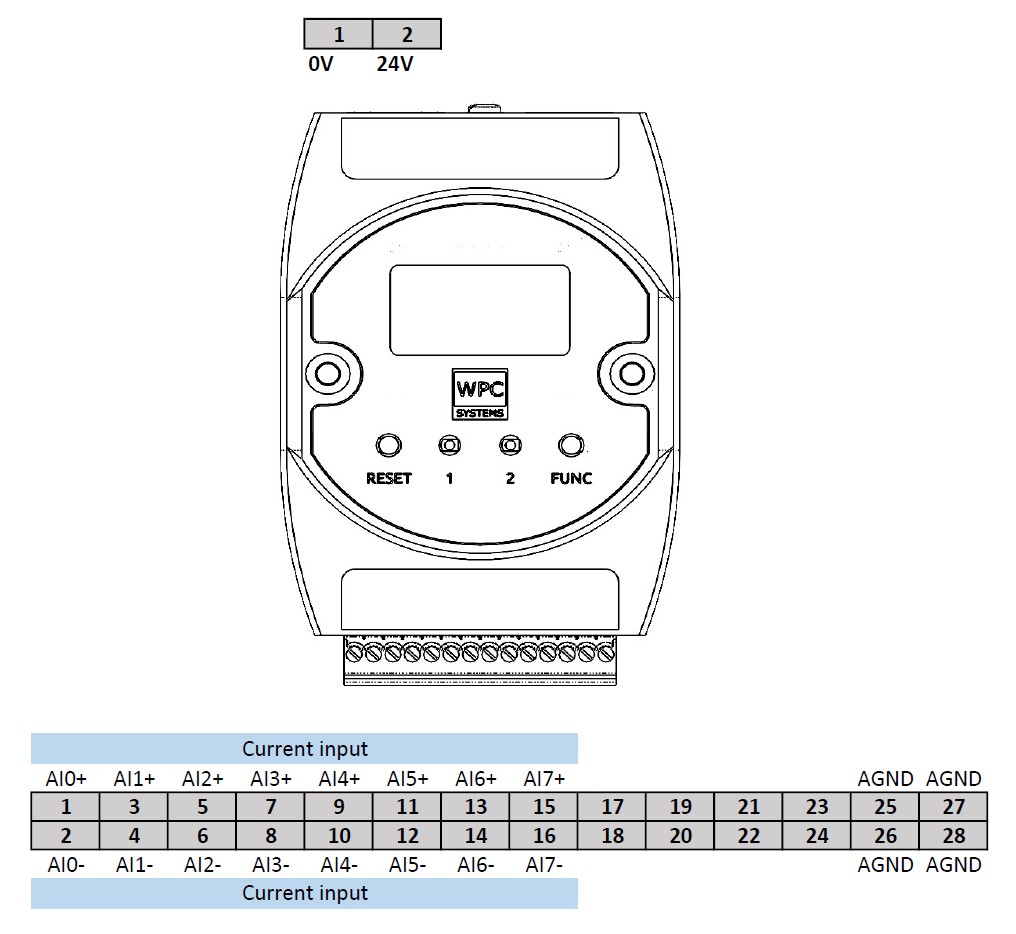 1 2
0V 24V
WPC
SYSTEMS
RESET 1 2 FUNC
Current input
AI0+ AI1+ AI2+ AI3+ AI4+ AI5+ AI6+ AI7+ AGND AGND
1 3 5 7 9 11 13 15 17 19 21 23 25 27
2 4 6 8 10 12 14 16 18 20 22 24 26 28
AI0- AI1- AI2- AI3- AI4- AI5- AI6- AI7- AGND AGND
Current input